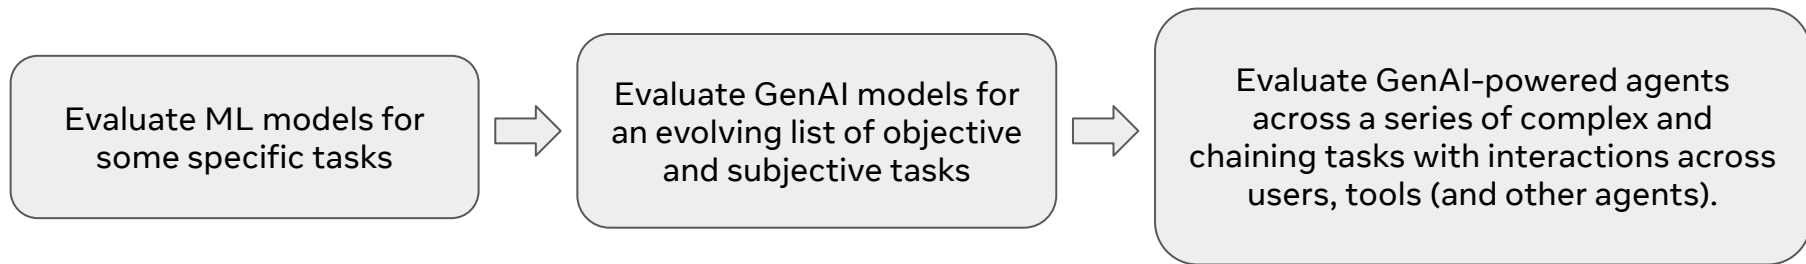 Evaluate ML models for
some specific tasks
Evaluate GenAI models for
an evolving list of objective
and subjective tasks
Evaluate GenAI-powered agents
across a series of complex and
chaining tasks with interactions across
users, tools (and other agents).